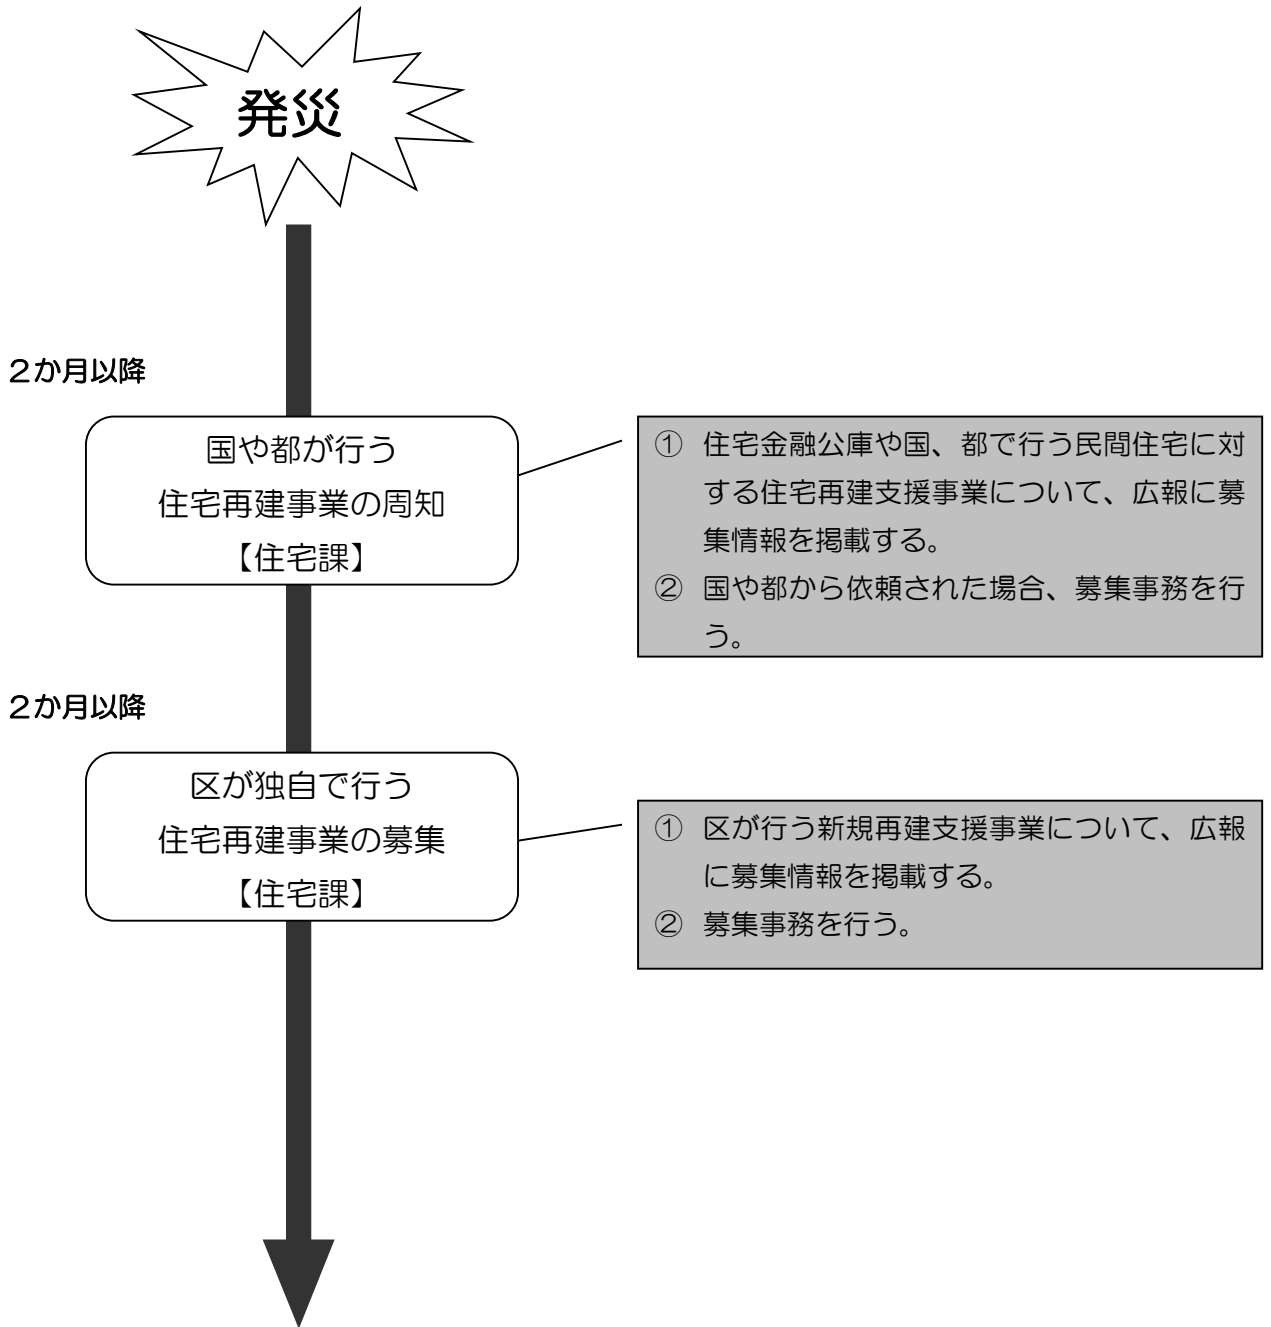 発災
２か月以降
国や都が行う
住宅再建事業の周知
【住宅課】
① 住宅金融公庫や国、都で行う民間住宅に対
する住宅再建支援事業について、広報に募
集情報を掲載する。
② 国や都から依頼された場合、募集事務を行
う。
２か月以降
区が独自で行う
住宅再建事業の募集
【住宅課】
① 区が行う新規再建支援事業について、広報
に募集情報を掲載する。
② 募集事務を行う。